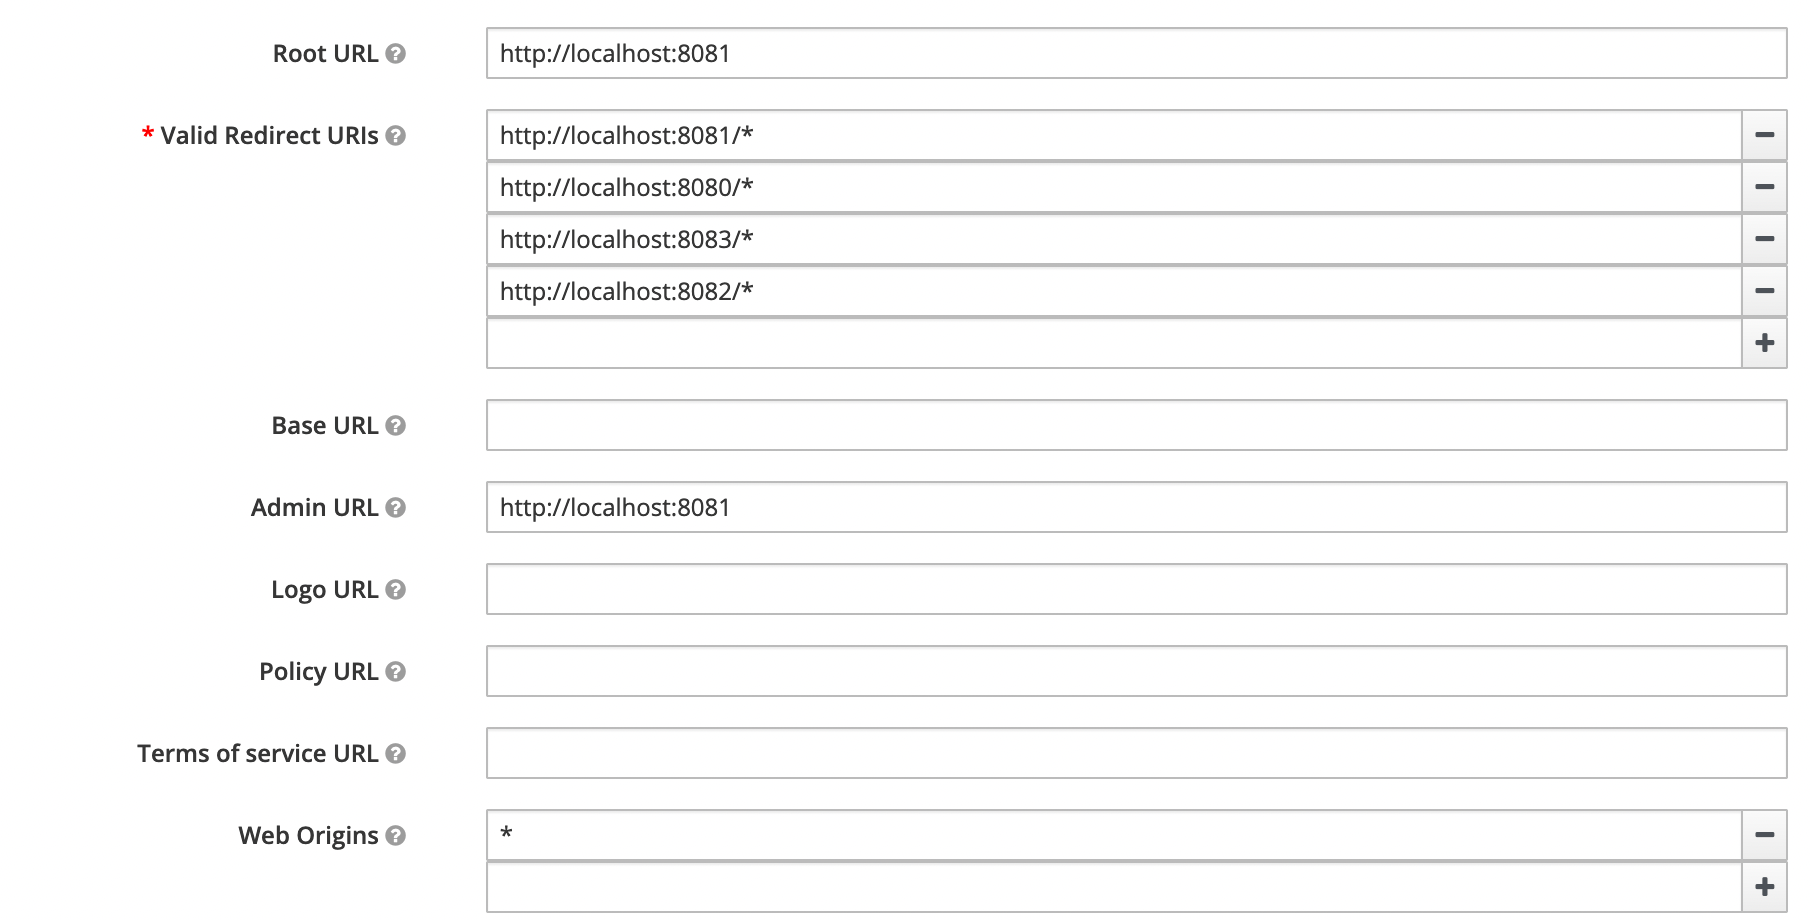 Root URL http://localhost:8081
* Valid Redirect URIs http://localhost:8081/*
http://localhost:8080/*
http://localhost:8083/*
http://localhost:8082/*
Base URL
Admin URL http://localhost:8081
Logo URL
Policy URL
Terms of service URL
Web Origins *